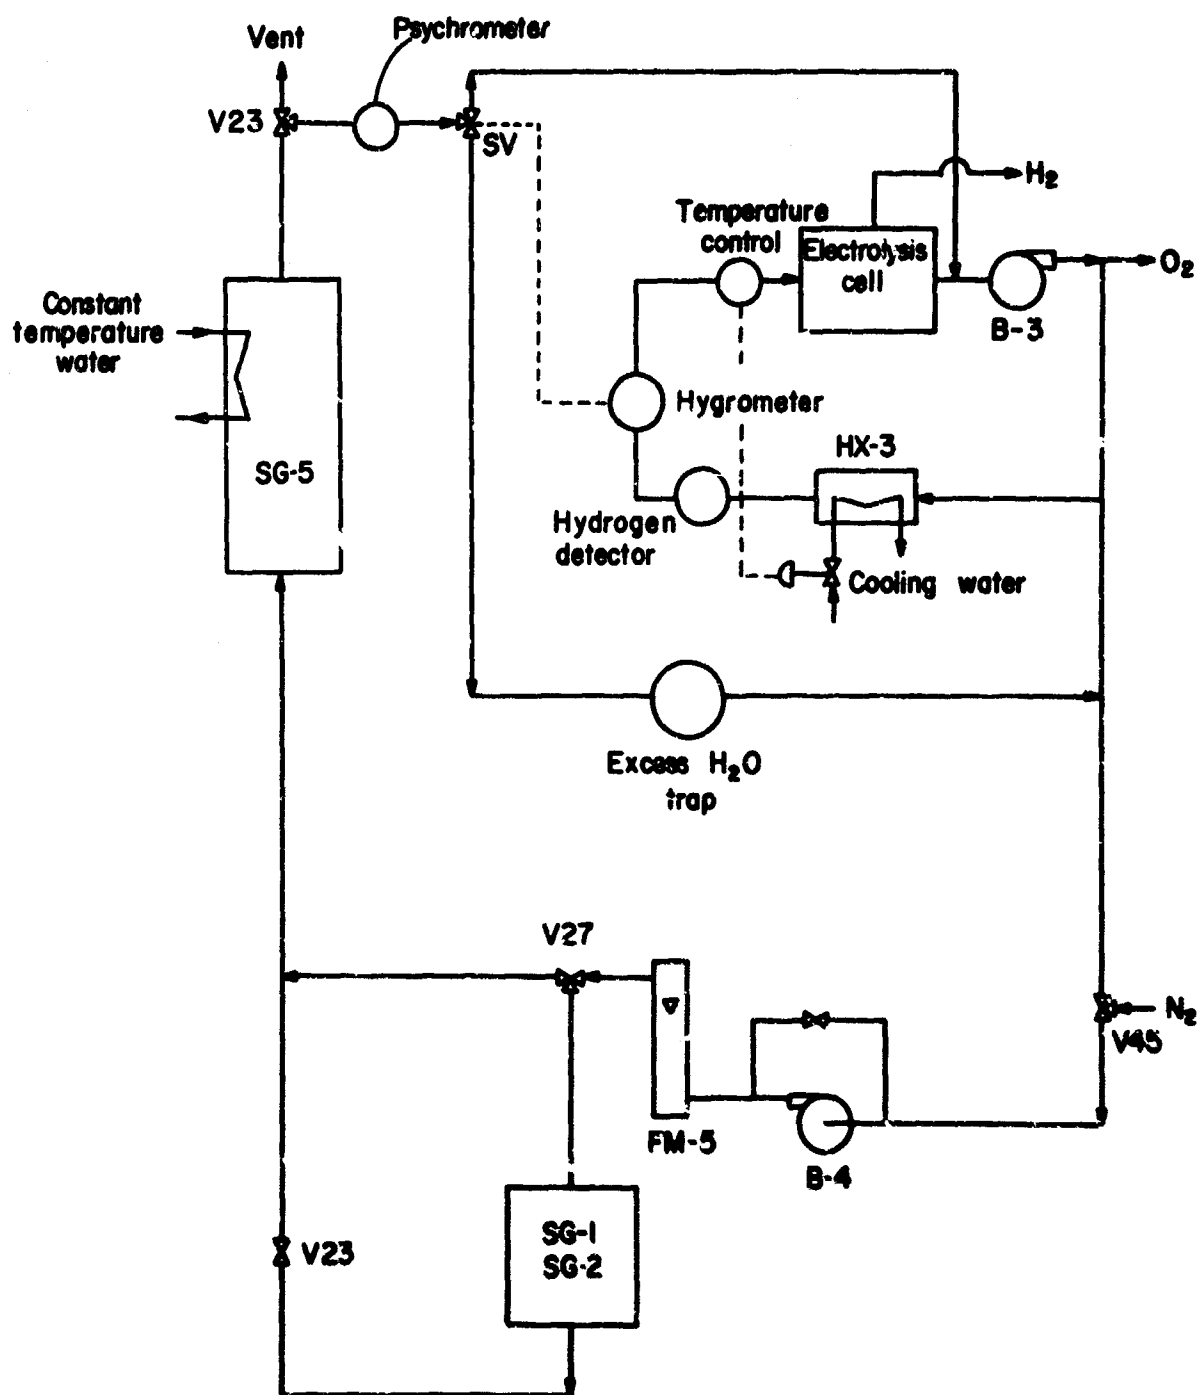 Vent
Psychrometer
V23
SV
H₂
Temperature
control
Electrolysis
cell
O₂
B-3
Constant
temperature
water
Hygrometer
HX-3
SG-5
Hydrogen
detector
Cooling water
Excess H₂O
trap
V27
N₂
V45
FM-5
B-4
SG-1
SG-2
V23